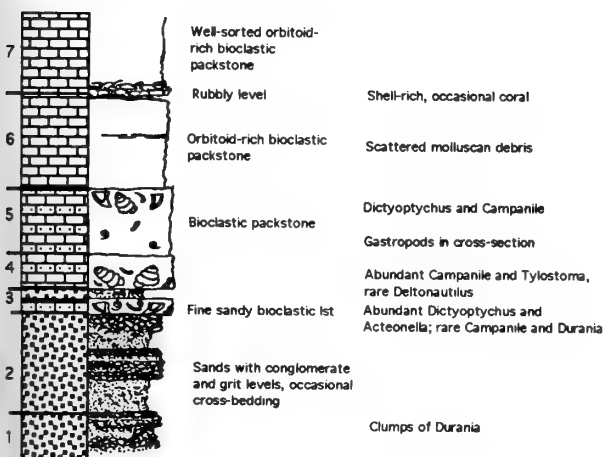 7
Well-sorted orbitoid-
rich bioclastic
packstone
Rubbly level
Shell-rich, occasional coral
6
Orbitoid-rich bioclastic
packstone
Scattered molluscan debris
5
Bioclastic packstone
Dictyoptychus and Campanile
Gastropods in cross-section
4
Abundant Campanile and Tylostoma,
rare Deltonautilus
3
Fine sandy bioclastic lst
Abundant Dictyoptychus and
Acteonella; rare Campanile and Durania
2
Sands with conglomerate
and grit levels, occasional
cross-bedding
1
Clumps of Durania